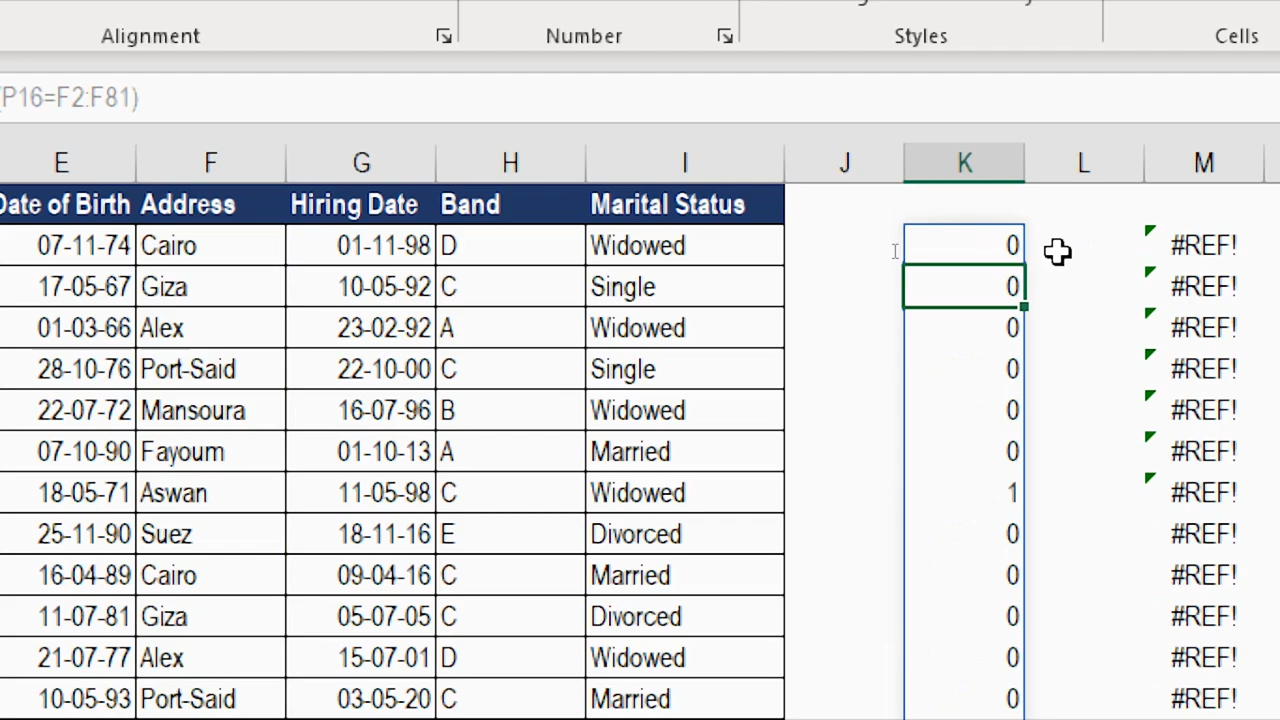 Alignment Number Styles Cells
(P16=F2:F81)
E F G H I J K L M
Date of Birth Address Hiring Date Band Marital Status
07-11-74 Cairo 01-11-98 D Widowed 0 #REF!
17-05-67 Giza 10-05-92 C Single 0 #REF!
01-03-66 Alex 23-02-92 A Widowed 0 #REF!
28-10-76 Port-Said 22-10-00 C Single 0 #REF!
22-07-72 Mansoura 16-07-96 B Widowed 0 #REF!
07-10-90 Fayoum 01-10-13 A Married 0 #REF!
18-05-71 Aswan 11-05-98 C Widowed 1 #REF!
25-11-90 Suez 18-11-16 E Divorced 0 #REF!
16-04-89 Cairo 09-04-16 C Married 0 #REF!
11-07-81 Giza 05-07-05 C Divorced 0 #REF!
21-07-77 Alex 15-07-01 D Widowed 0 #REF!
10-05-93 Port-Said 03-05-20 C Married 0 #REF!